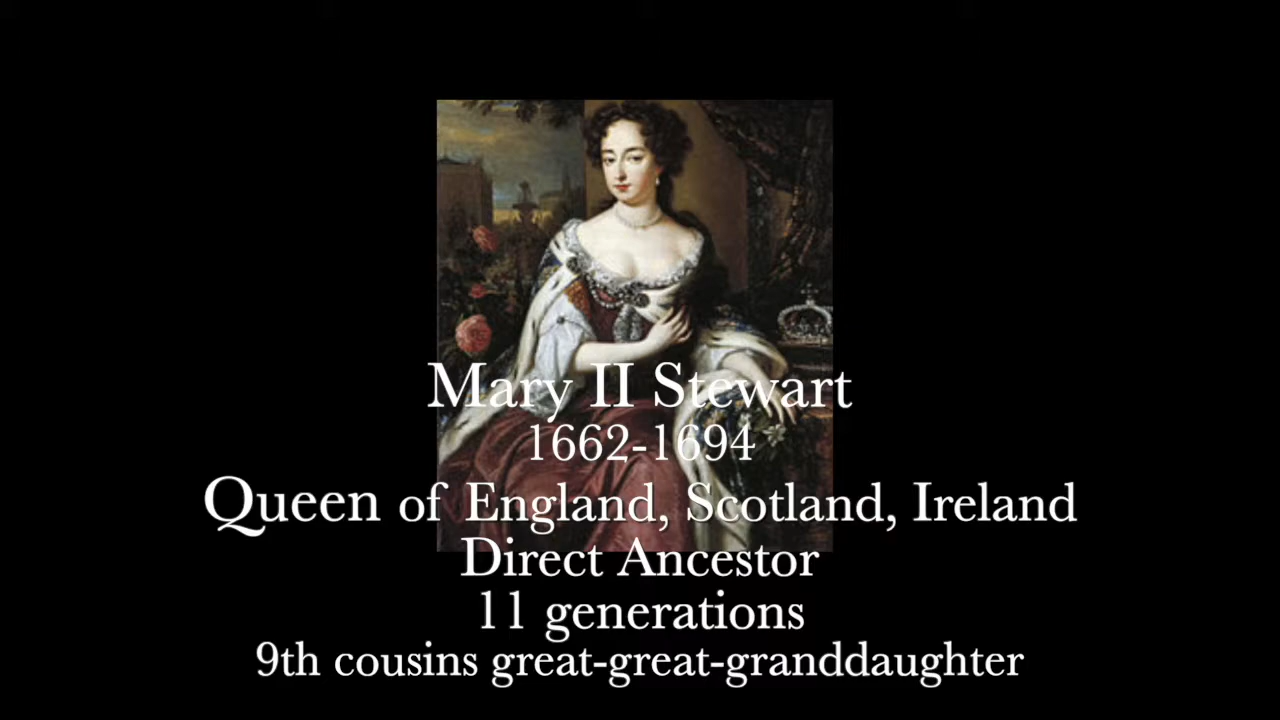 Mary II Stewart
1662-1694
Queen of England, Scotland, Ireland
Direct Ancestor
11 generations
9th cousins great-great-granddaughter